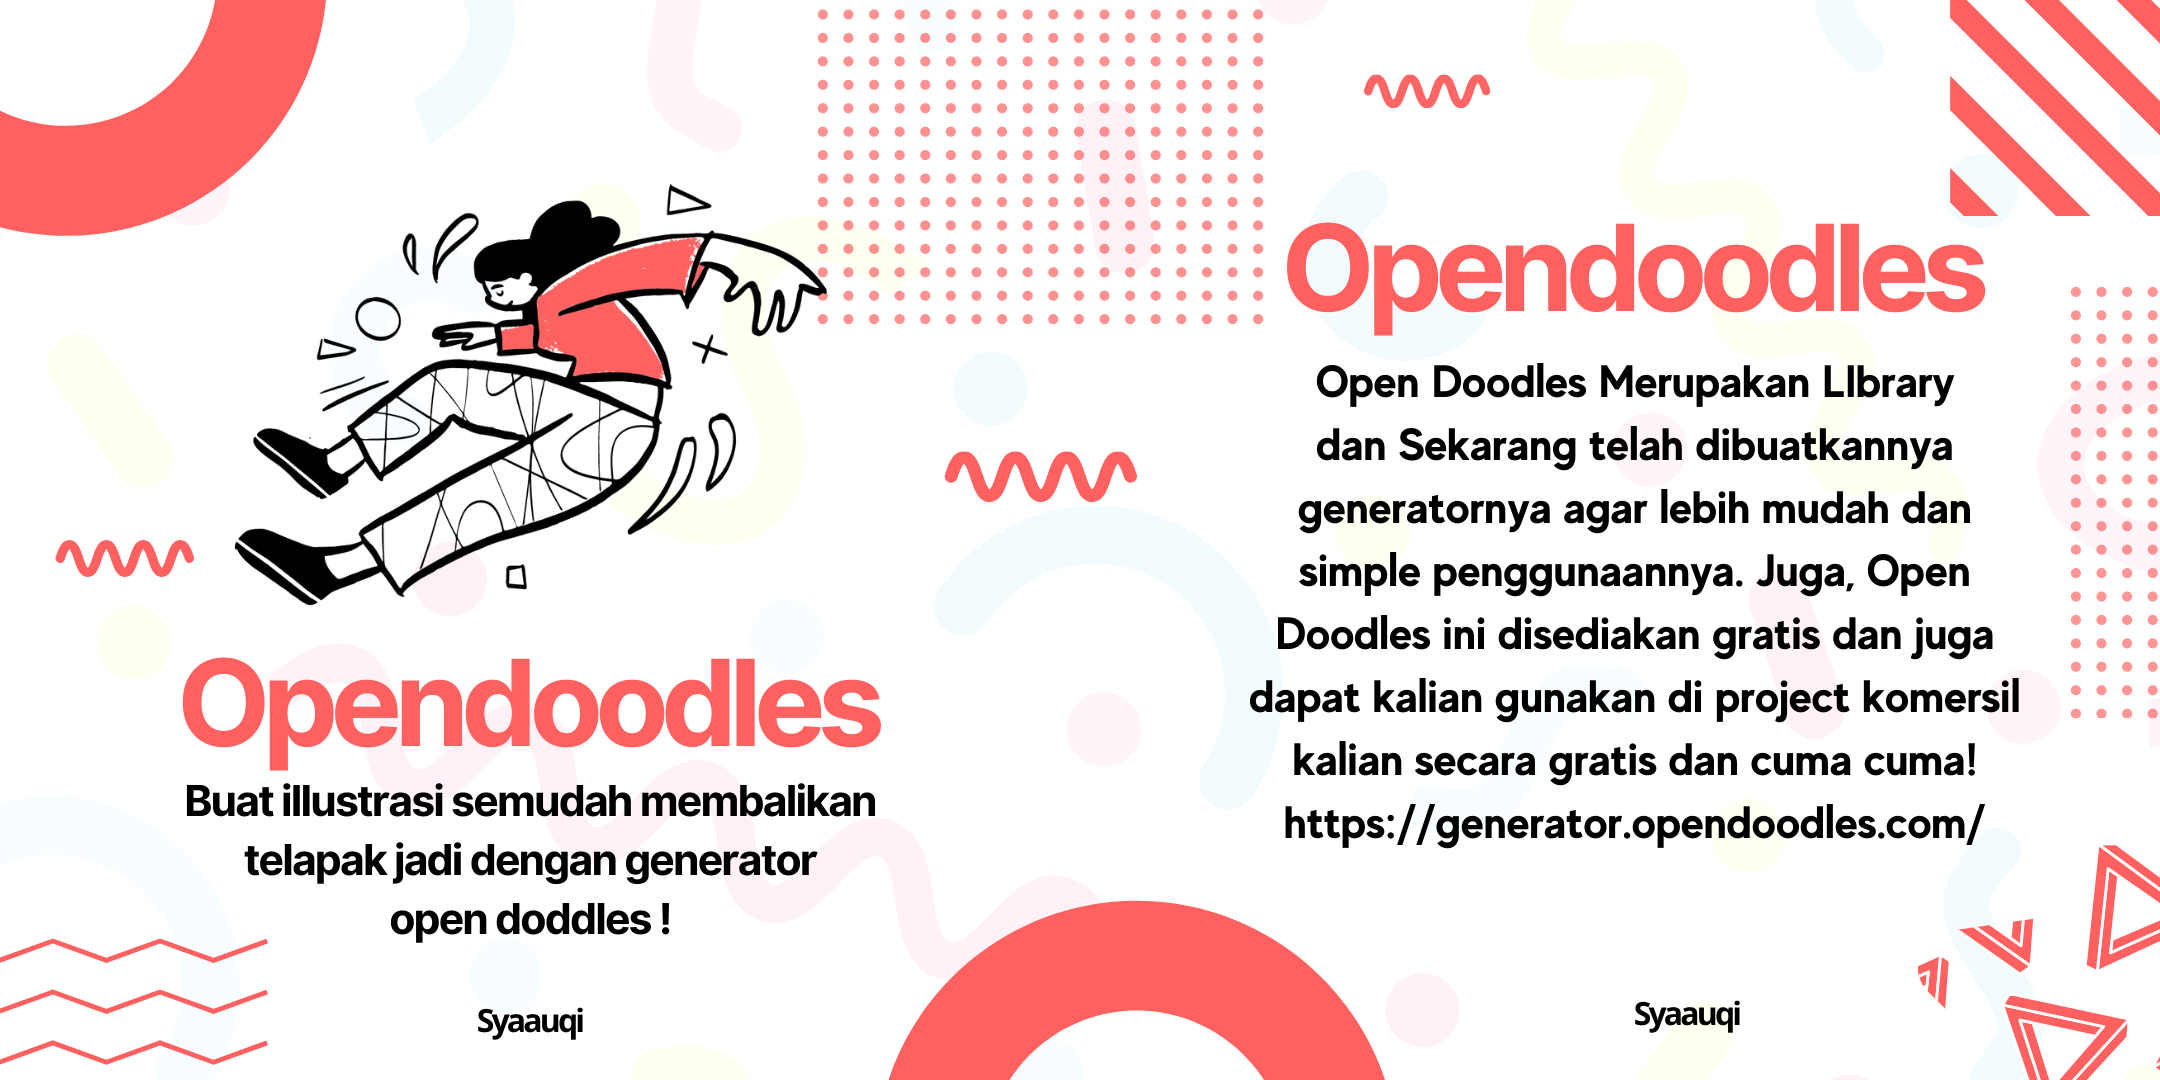 Opendoodles
Buat illustrasi semudah membalikan
telapak jadi dengan generator
open doddles !
Syaauqi
Opendoodles
Open Doodles Merupakan LIbrary
dan Sekarang telah dibuatkannya
generatornya agar lebih mudah dan
simple penggunaannya. Juga, Open
Doodles ini disediakan gratis dan juga
dapat kalian gunakan di project komersil
kalian secara gratis dan cuma cuma!
https://generator.opendoodles.com/
Syaauqi